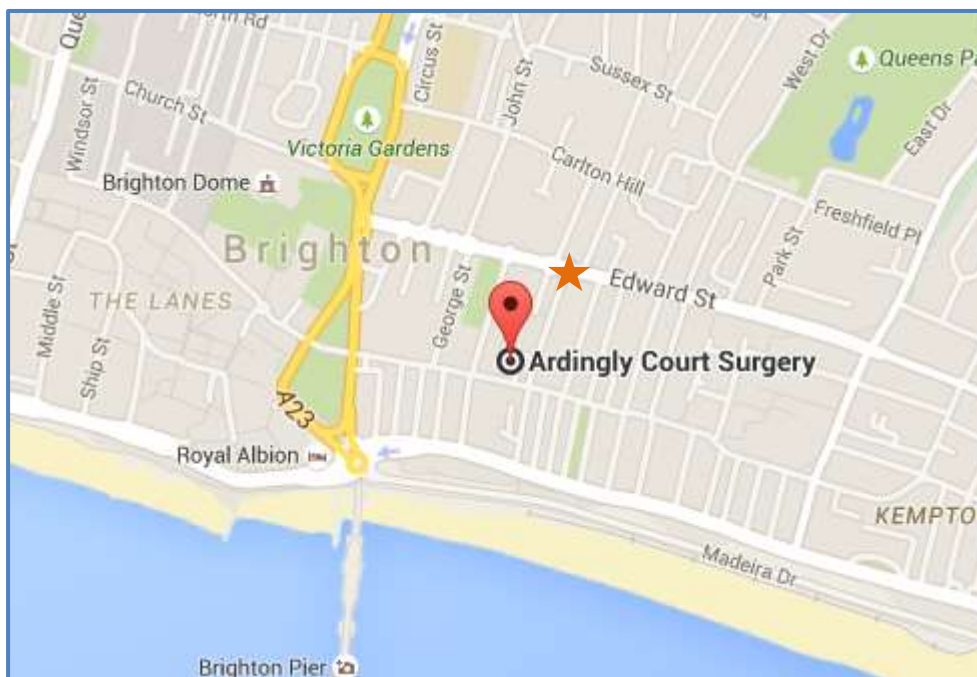 Church St
Windsor St
Circus St
John St
Sussex St
West Dr
Queens
East Dr
Victoria Gardens
Brighton Dome
Carlton Hill
Freshfield Pl
Park St
Brighton
THE LANES
George St
Edward St
Middle St
Ship St
Ardingly Court Surgery
A23
Royal Albion
KEMPTO
Madeira Dr
Brighton Pier